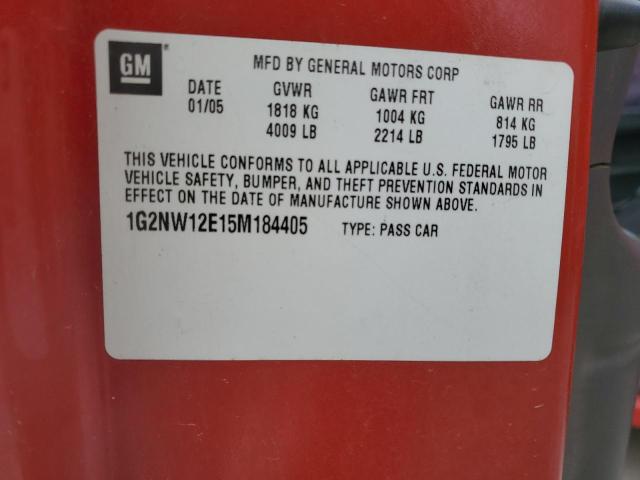 GM
MFD BY GENERAL MOTORS CORP
DATE GVWR GAWR FRT GAWR RR
01/05 1818 KG 1004 KG 814 KG
4009 LB 2214 LB 1795 LB
THIS VEHICLE CONFORMS TO ALL APPLICABLE U.S. FEDERAL MOTOR
VEHICLE SAFETY, BUMPER, AND THEFT PREVENTION STANDARDS IN
EFFECT ON THE DATE OF MANUFACTURE SHOWN ABOVE.
1G2NW12E15M184405 TYPE: PASS CAR